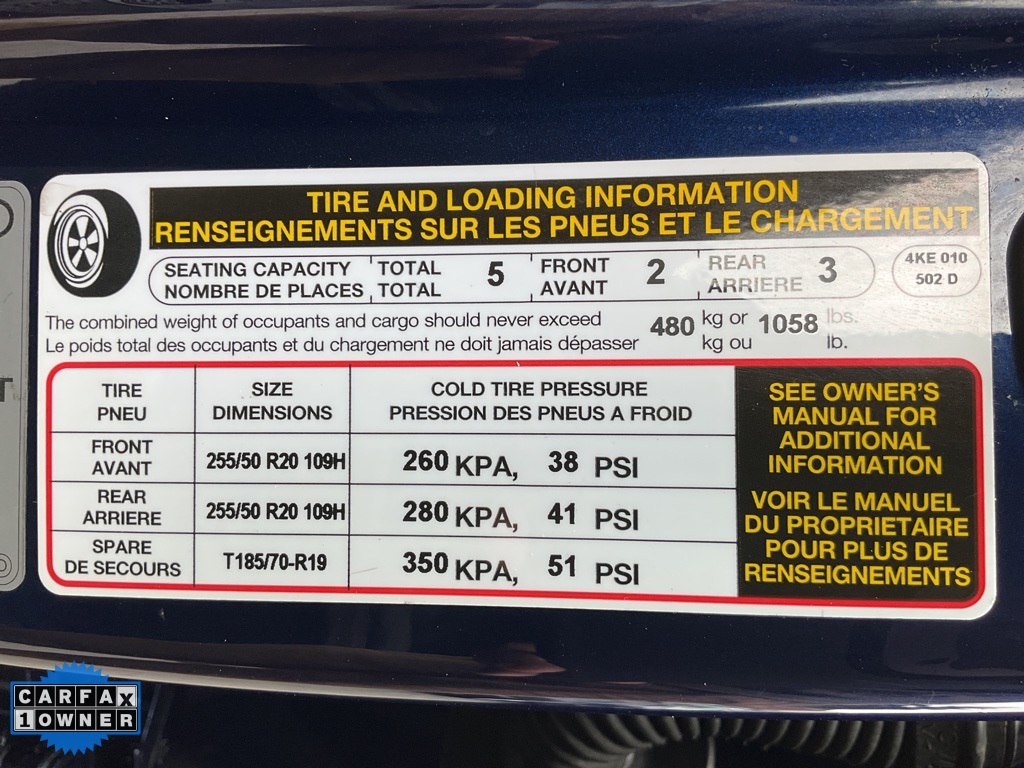 TIRE AND LOADING INFORMATION
RENSEIGNEMENTS SUR LES PNEUS ET LE CHARGEMENT
SEATING CAPACITY TOTAL 5 FRONT 2 REAR 3
NOMBRE DE PLACES TOTAL AVANT ARRIERE
4KE 010
502 D
The combined weight of occupants and cargo should never exceed 480 kg or 1058 lbs.
Le poids total des occupants et du chargement ne doit jamais dépasser kg ou lb.
TIRE SIZE COLD TIRE PRESSURE
PNEU DIMENSIONS PRESSION DES PNEUS A FROID
FRONT
AVANT 255/50 R20 109H 260 KPA, 38 PSI
REAR
ARRIERE 255/50 R20 109H 280 KPA, 41 PSI
SPARE
DE SECOURS T185/70-R19 350 KPA, 51 PSI
SEE OWNER'S
MANUAL FOR
ADDITIONAL
INFORMATION
VOIR LE MANUEL
DU PROPRIETAIRE
POUR PLUS DE
RENSEIGNEMENTS
CARFAX
1 OWNER